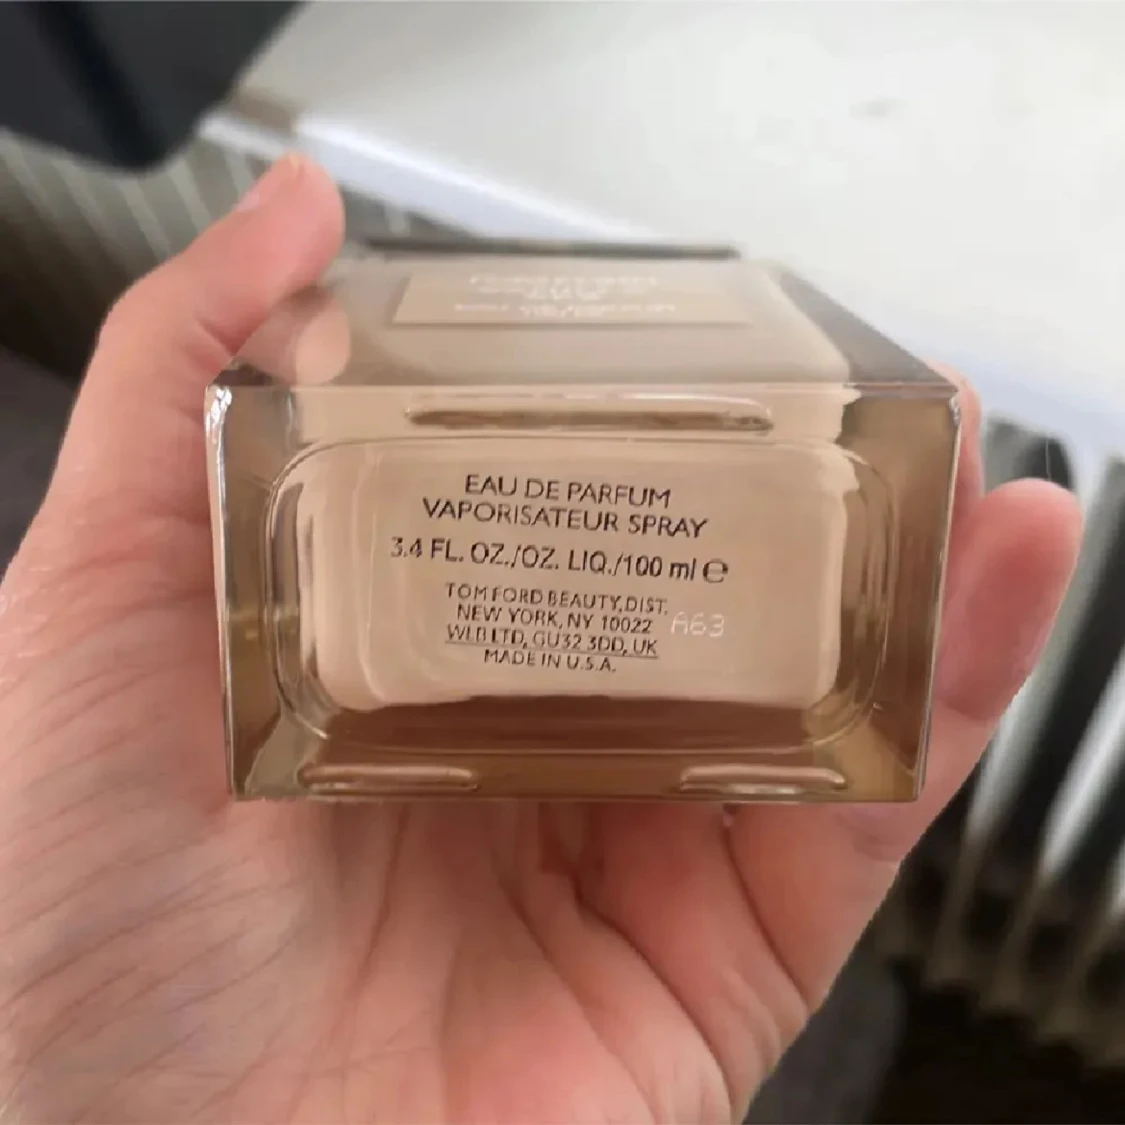 EAU DE PARFUM
VAPORISATEUR SPRAY
3.4 FL. OZ./OZ. LIQ./100 ml ℮
TOM FORD BEAUTY, DIST.
NEW YORK, NY 10022
A63
WLB LTD, GU32 3DD, UK
MADE IN U.S.A.